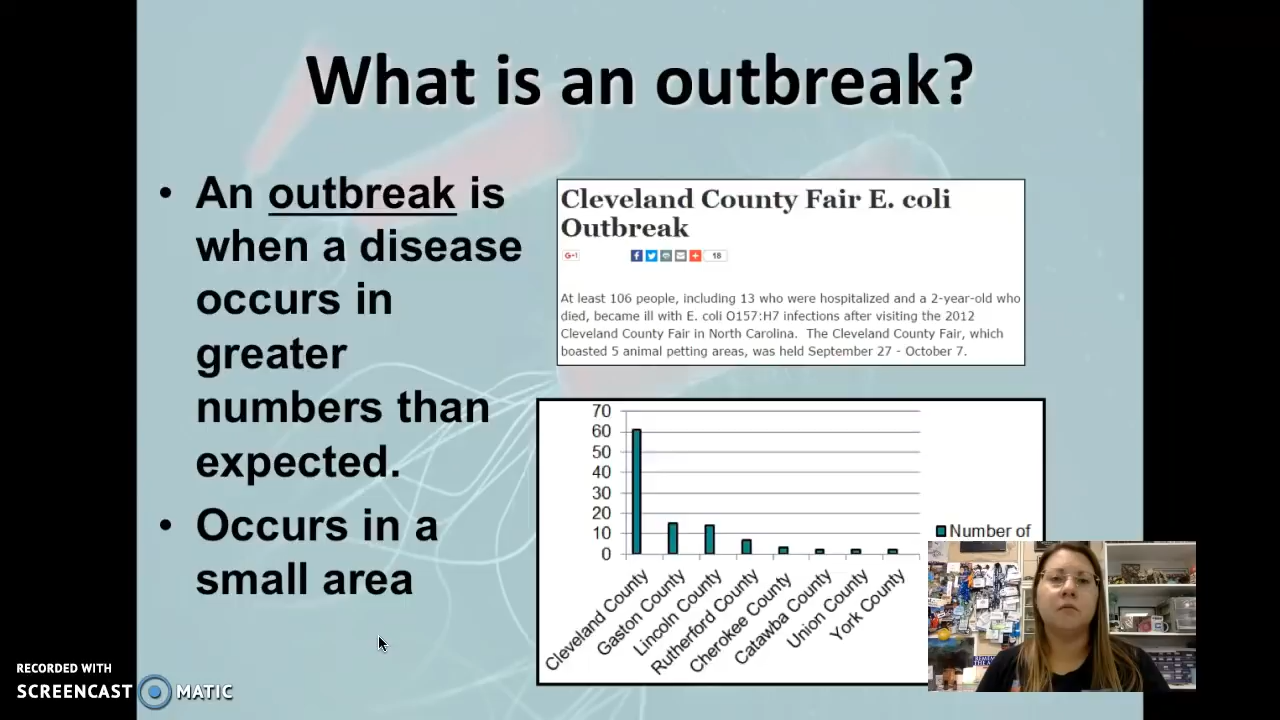 What is an outbreak?
• An outbreak is
when a disease
occurs in
greater
numbers than
expected.
• Occurs in a
small area
Cleveland County Fair E. coli
Outbreak
G+1
18
At least 106 people, including 13 who were hospitalized and a 2-year-old who
died, became ill with E. coli O157:H7 infections after visiting the 2012
Cleveland County Fair in North Carolina. The Cleveland County Fair, which
boasted 5 animal petting areas, was held September 27 - October 7.
70
60
50
40
30
20
10
0
Cleveland County
Gaston County
Lincoln County
Rutherford County
Cherokee County
Catawba County
Union County
York County
Number of
RECORDED WITH
SCREENCAST MATIC